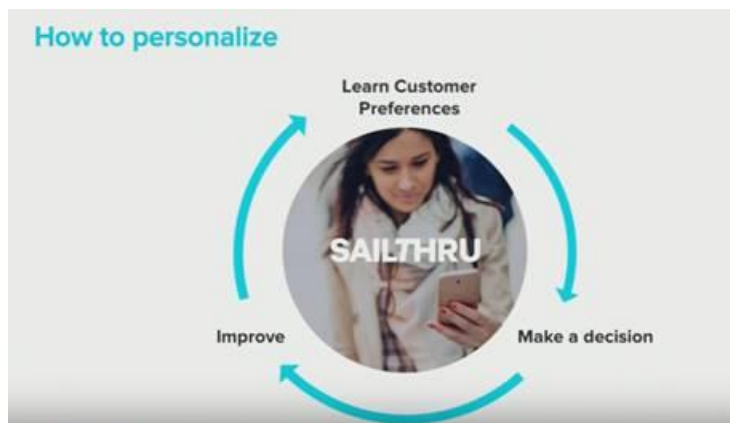 How to personalize
Learn Customer
Preferences
SAILTHRU
Improve
Make a decision